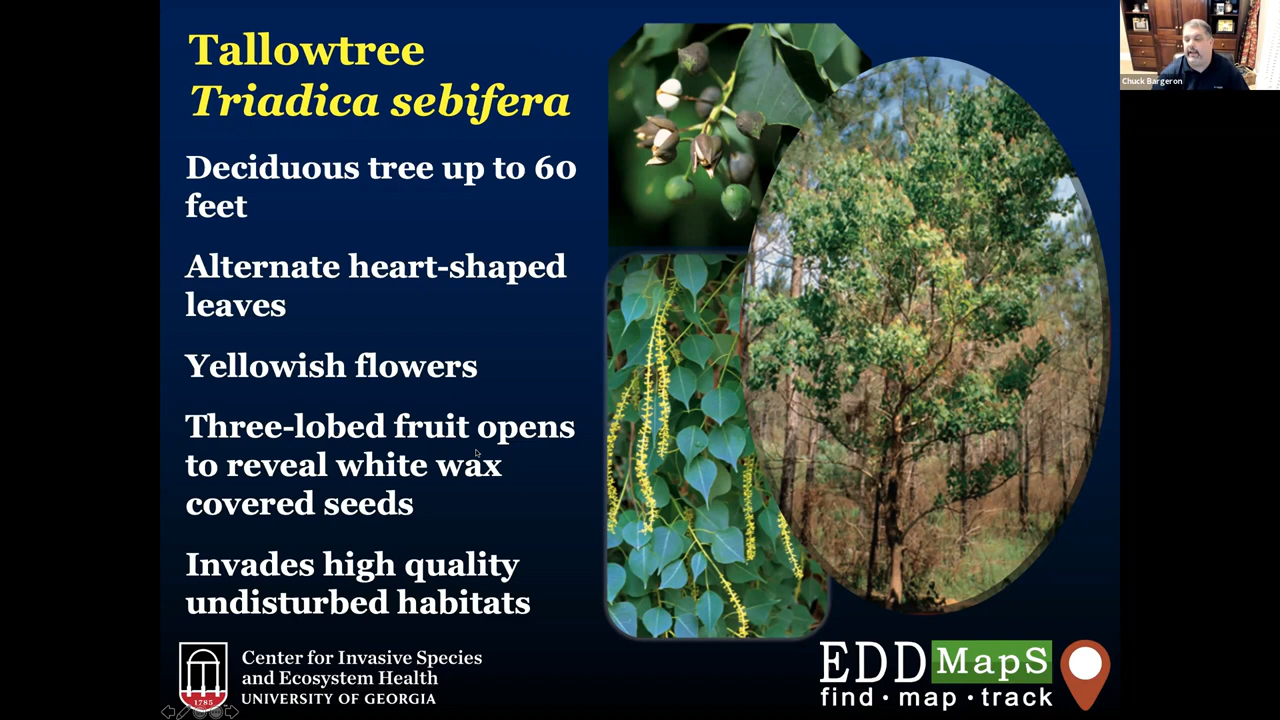 Tallowtree
Triadica sebifera
Deciduous tree up to 60
feet
Alternate heart-shaped
leaves
Yellowish flowers
Three-lobed fruit opens
to reveal white wax
covered seeds
Invades high quality
undisturbed habitats
1785
Center for Invasive Species
and Ecosystem Health
UNIVERSITY OF GEORGIA
EDDMapS
find · map · track
Chuck Bargeron